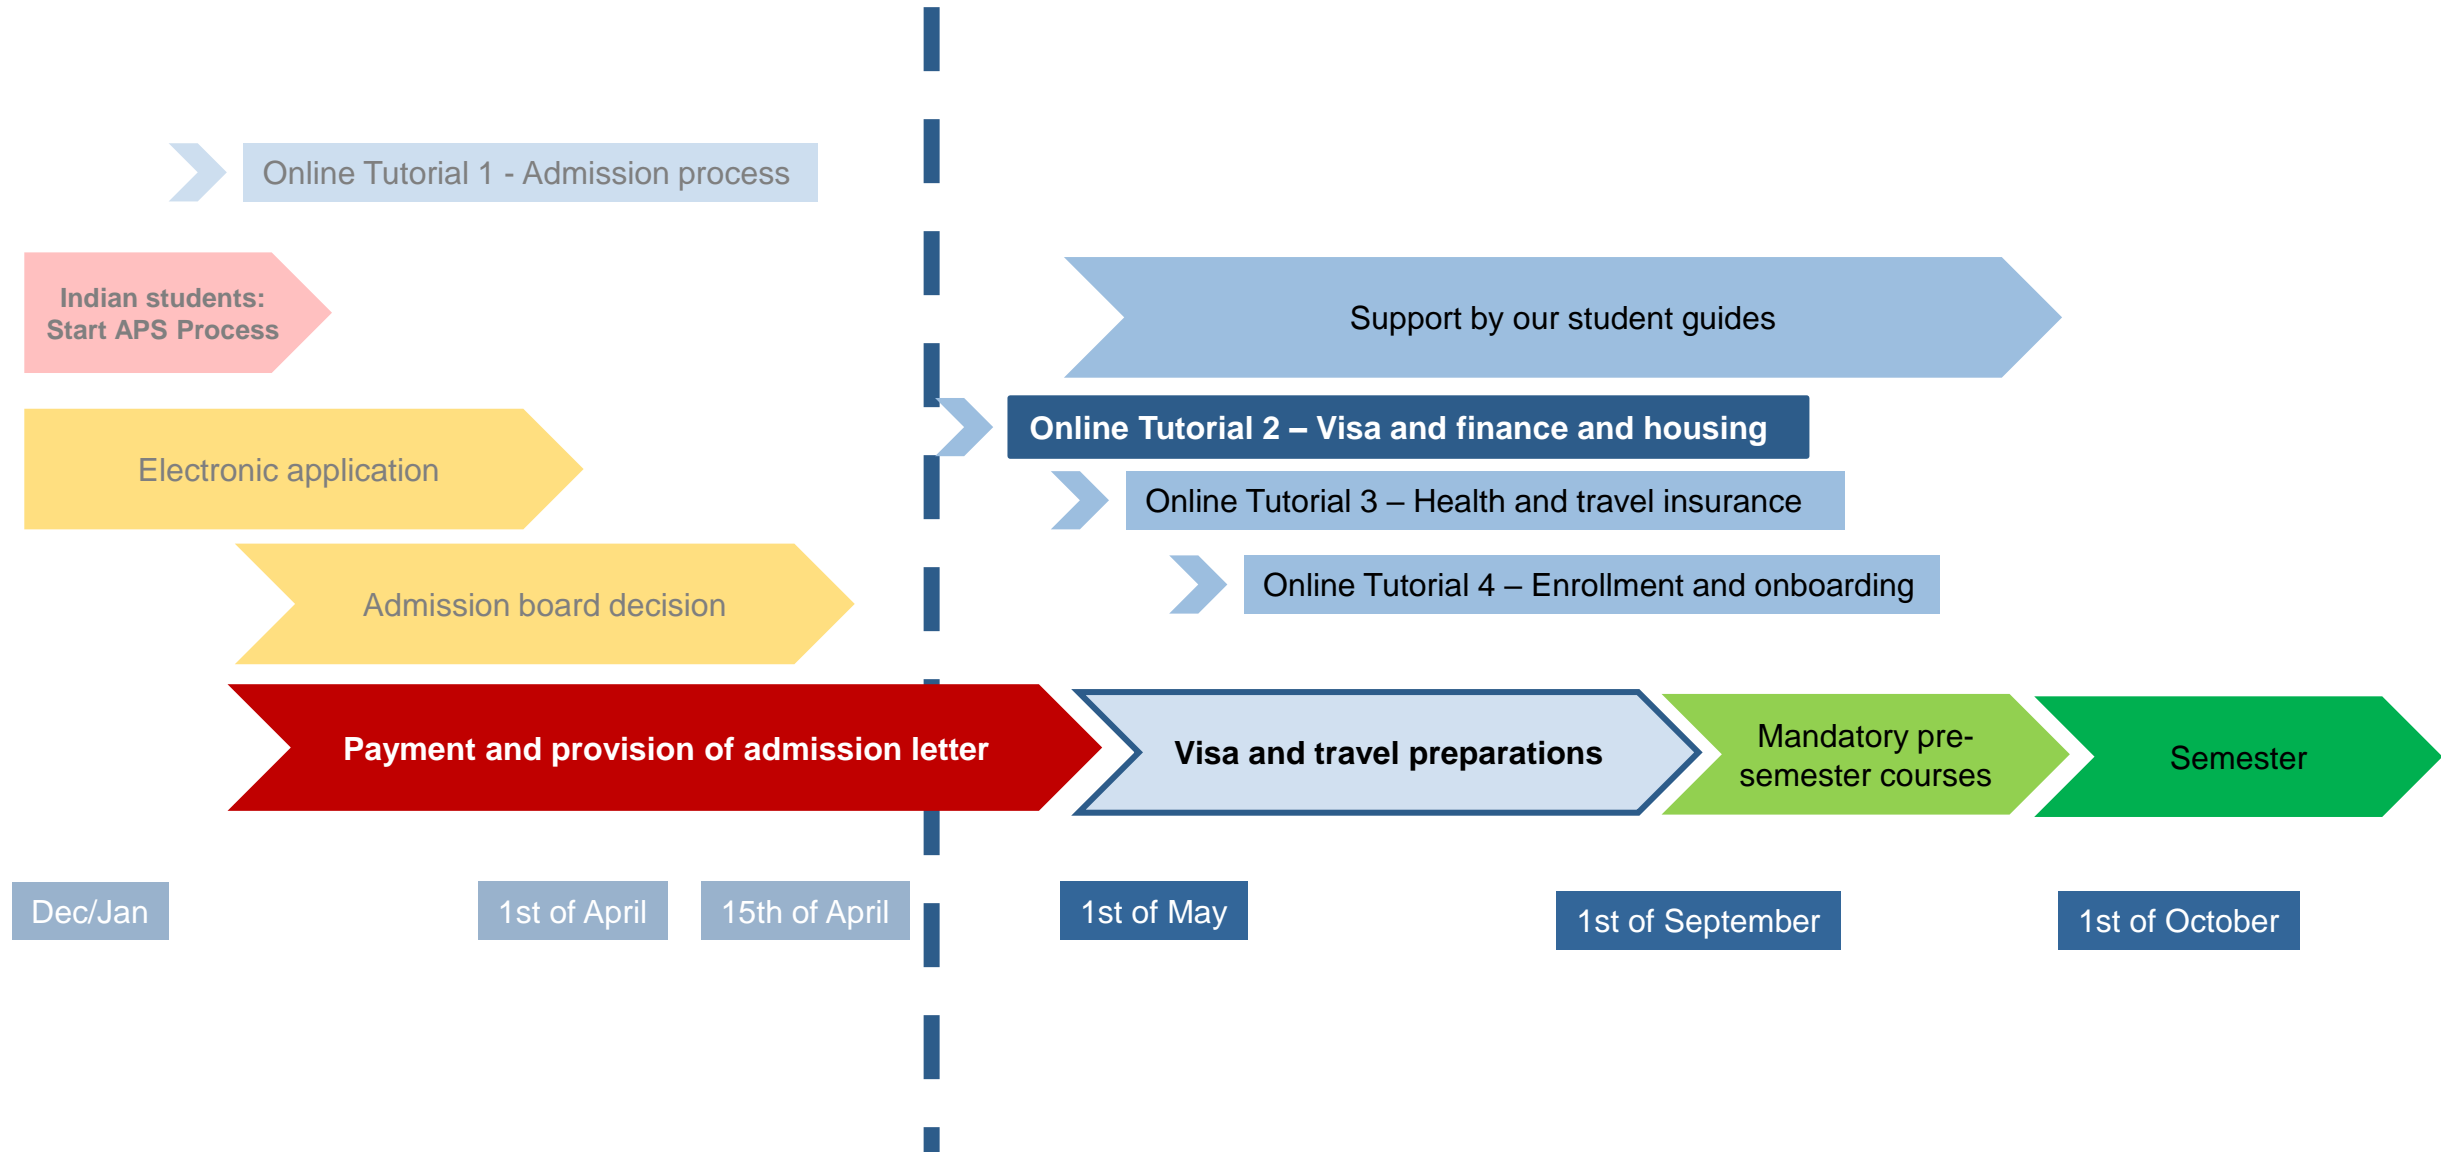 Online Tutorial 1 - Admission process
Indian students:
Start APS Process
Support by our student guides
Online Tutorial 2 – Visa and finance and housing
Electronic application
Online Tutorial 3 – Health and travel insurance
Online Tutorial 4 – Enrollment and onboarding
Admission board decision
Payment and provision of admission letter
Visa and travel preparations
Mandatory pre-
semester courses
Semester
Dec/Jan
1st of April
15th of April
1st of May
1st of September
1st of October